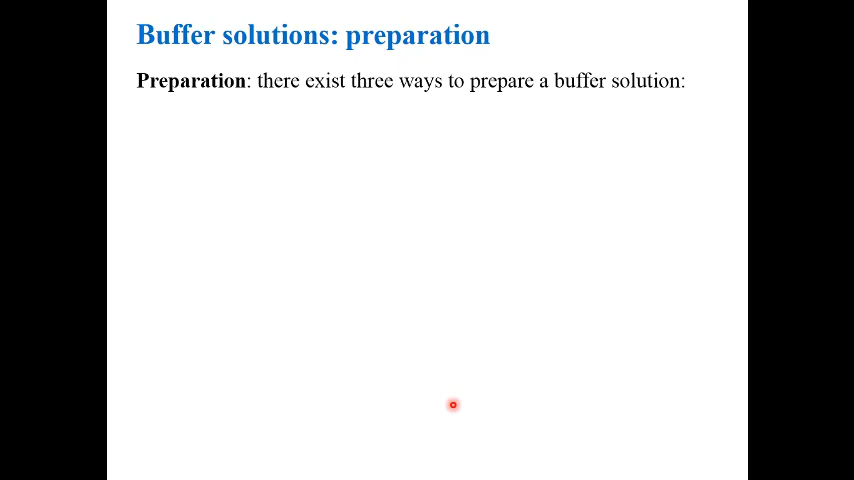 Buffer solutions: preparation
Preparation: there exist three ways to prepare a buffer solution: